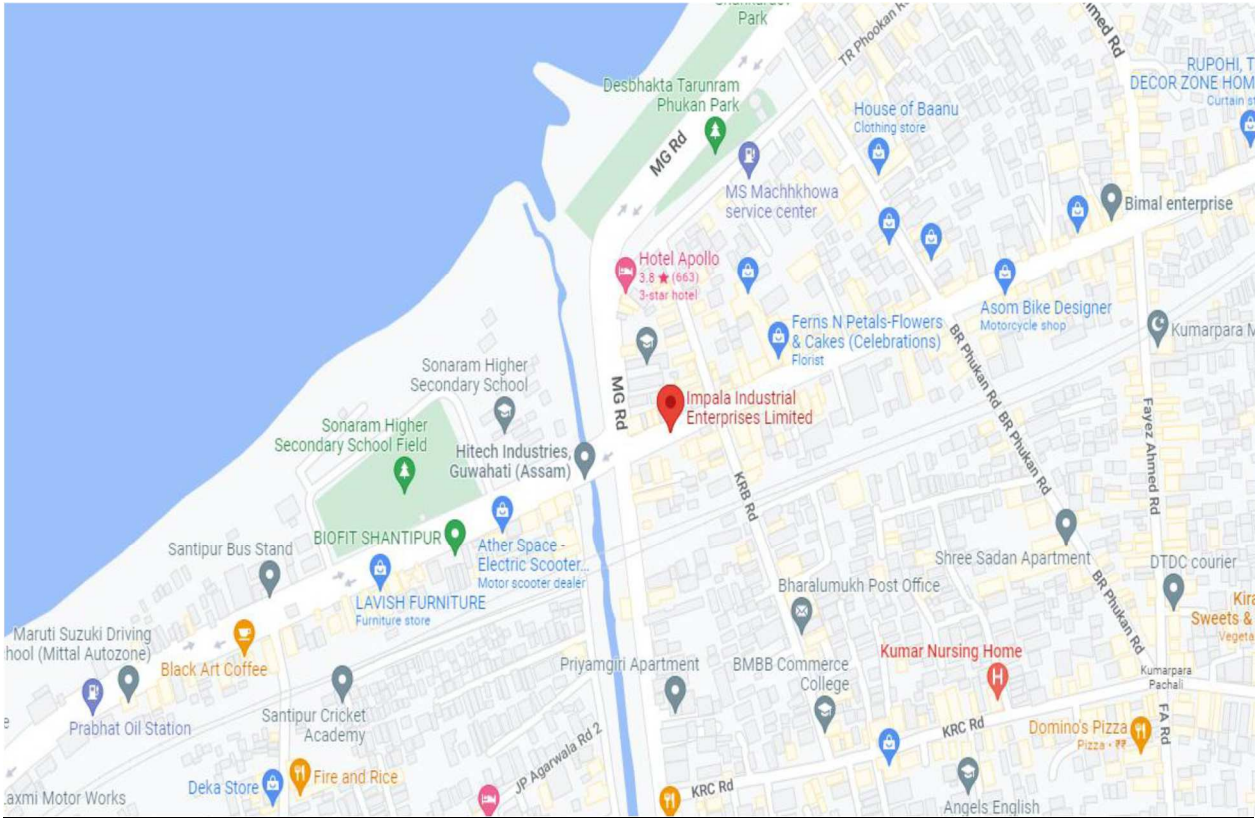 Park
TR Phookan
Ahmed Rd
RUPOHI, T
DECOR ZONE HOM
Curtain st
Desbhakta Tarunram
Phukan Park
MG Rd
House of Baanu
Clothing store
MS Machhkhowa
service center
Bimal enterprise
Hotel Apollo
3.8 ★ (663)
3-star hotel
Asom Bike Designer
Motorcycle shop
Ferns N Petals-Flowers
& Cakes (Celebrations)
Florist
Kumarpara M
BR Phukan Rd
BR Phukan Rd
Sonaram Higher
Secondary School
MG Rd
Impala Industrial
Enterprises Limited
Fayez Ahmed Rd
Sonaram Higher
Secondary School Field
Hitech Industries,
Guwahati (Assam)
KRB Rd
BIOFIT SHANTIPUR
Santipur Bus Stand
Ather Space -
Electric Scooter...
Motor scooter dealer
Shree Sadan Apartment
DTDC courier
LAVISH FURNITURE
Furniture store
Bharalumukh Post Office
BR Phukan Rd
Kira
Sweets &
Vegeta
Maruti Suzuki Driving
hool (Mittal Autozone)
Black Art Coffee
Priyamgiri Apartment
BMBB Commerce
College
Kumar Nursing Home
Kumarpara
Pachali
Prabhat Oil Station
Santipur Cricket
Academy
FA Rd
KRC Rd
Domino's Pizza
Pizza • ₹₹
JP Agarwala Rd 2
Deka Store
Fire and Rice
KRC Rd
axmi Motor Works
Angels English